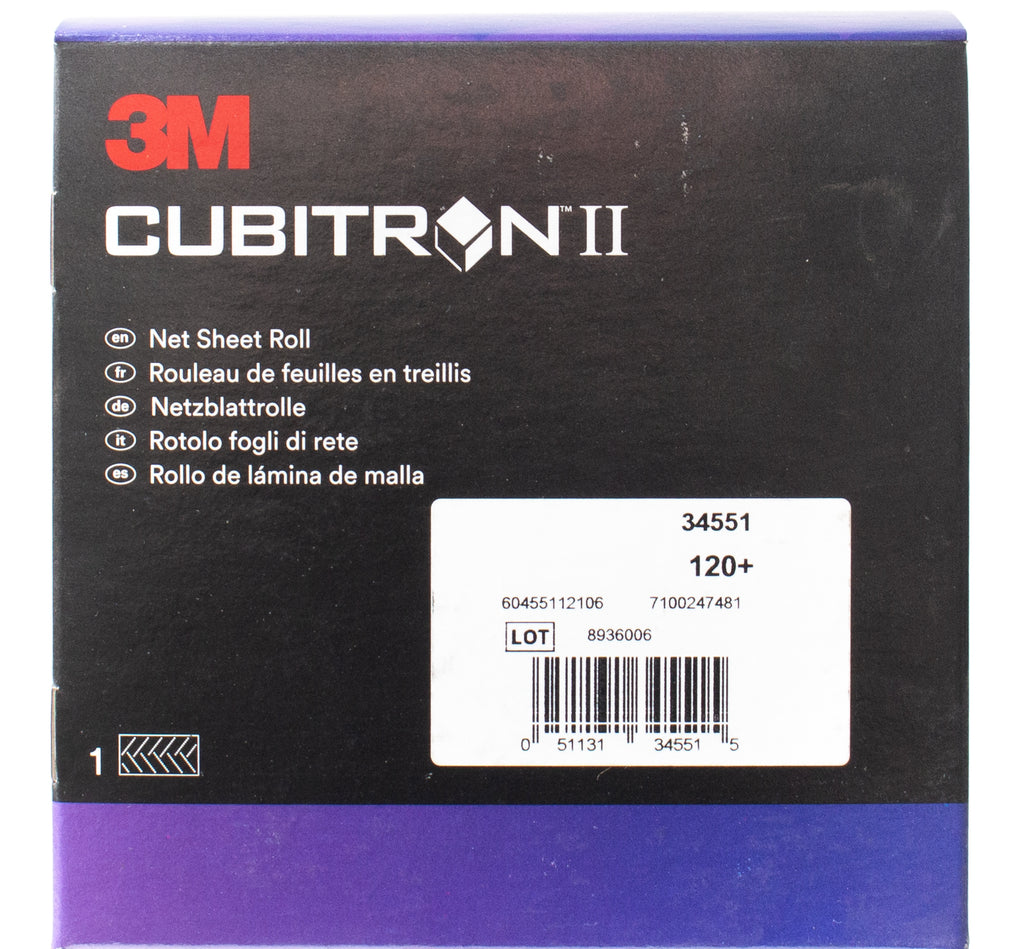 3M
CUBITRON™ II
en Net Sheet Roll
fr Rouleau de feuilles en treillis
de Netzblattrolle
it Rotolo fogli di rete
es Rollo de lámina de malla
34551
120+
60455112106 7100247481
LOT 8936006
0 51131 34551 5
1